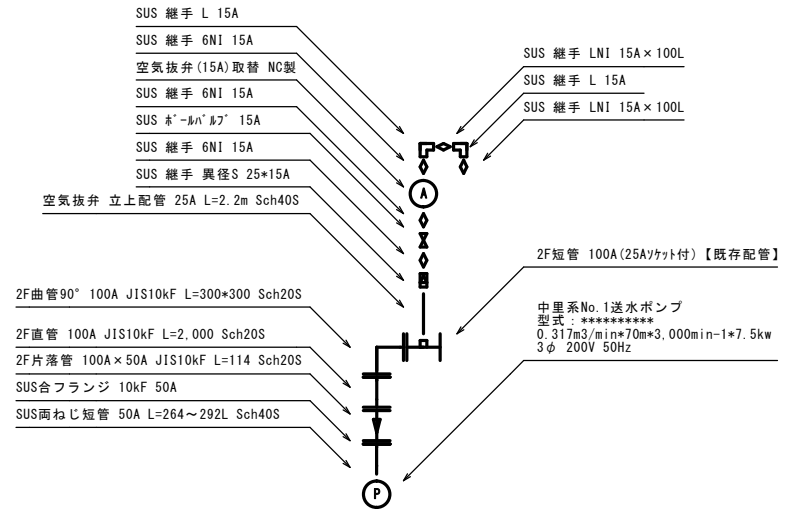 SUS 継手 L 15A
SUS 継手 6NI 15A
空気抜弁(15A)取替 NC製
SUS 継手 6NI 15A
SUS ﾎﾞｰﾙﾊﾞﾙﾌﾞ 15A
SUS 継手 6NI 15A
SUS 継手 異径S 25*15A
空気抜弁 立上配管 25A L=2.2m Sch40S
SUS 継手 LNI 15A×100L
SUS 継手 L 15A
SUS 継手 LNI 15A×100L
A
2F短管 100A(25Aｿｹｯﾄ付)【既存配管】
2F曲管90° 100A JIS10kF L=300*300 Sch20S
2F直管 100A JIS10kF L=2,000 Sch20S
2F片落管 100A×50A JIS10kF L=114 Sch20S
SUS合フランジ 10kF 50A
SUS両ねじ短管 50A L=264～292L Sch40S
中里系No.1送水ポンプ
型式：**********
0.317m3/min*70m*3,000min-1*7.5kw
3φ 200V 50Hz
P